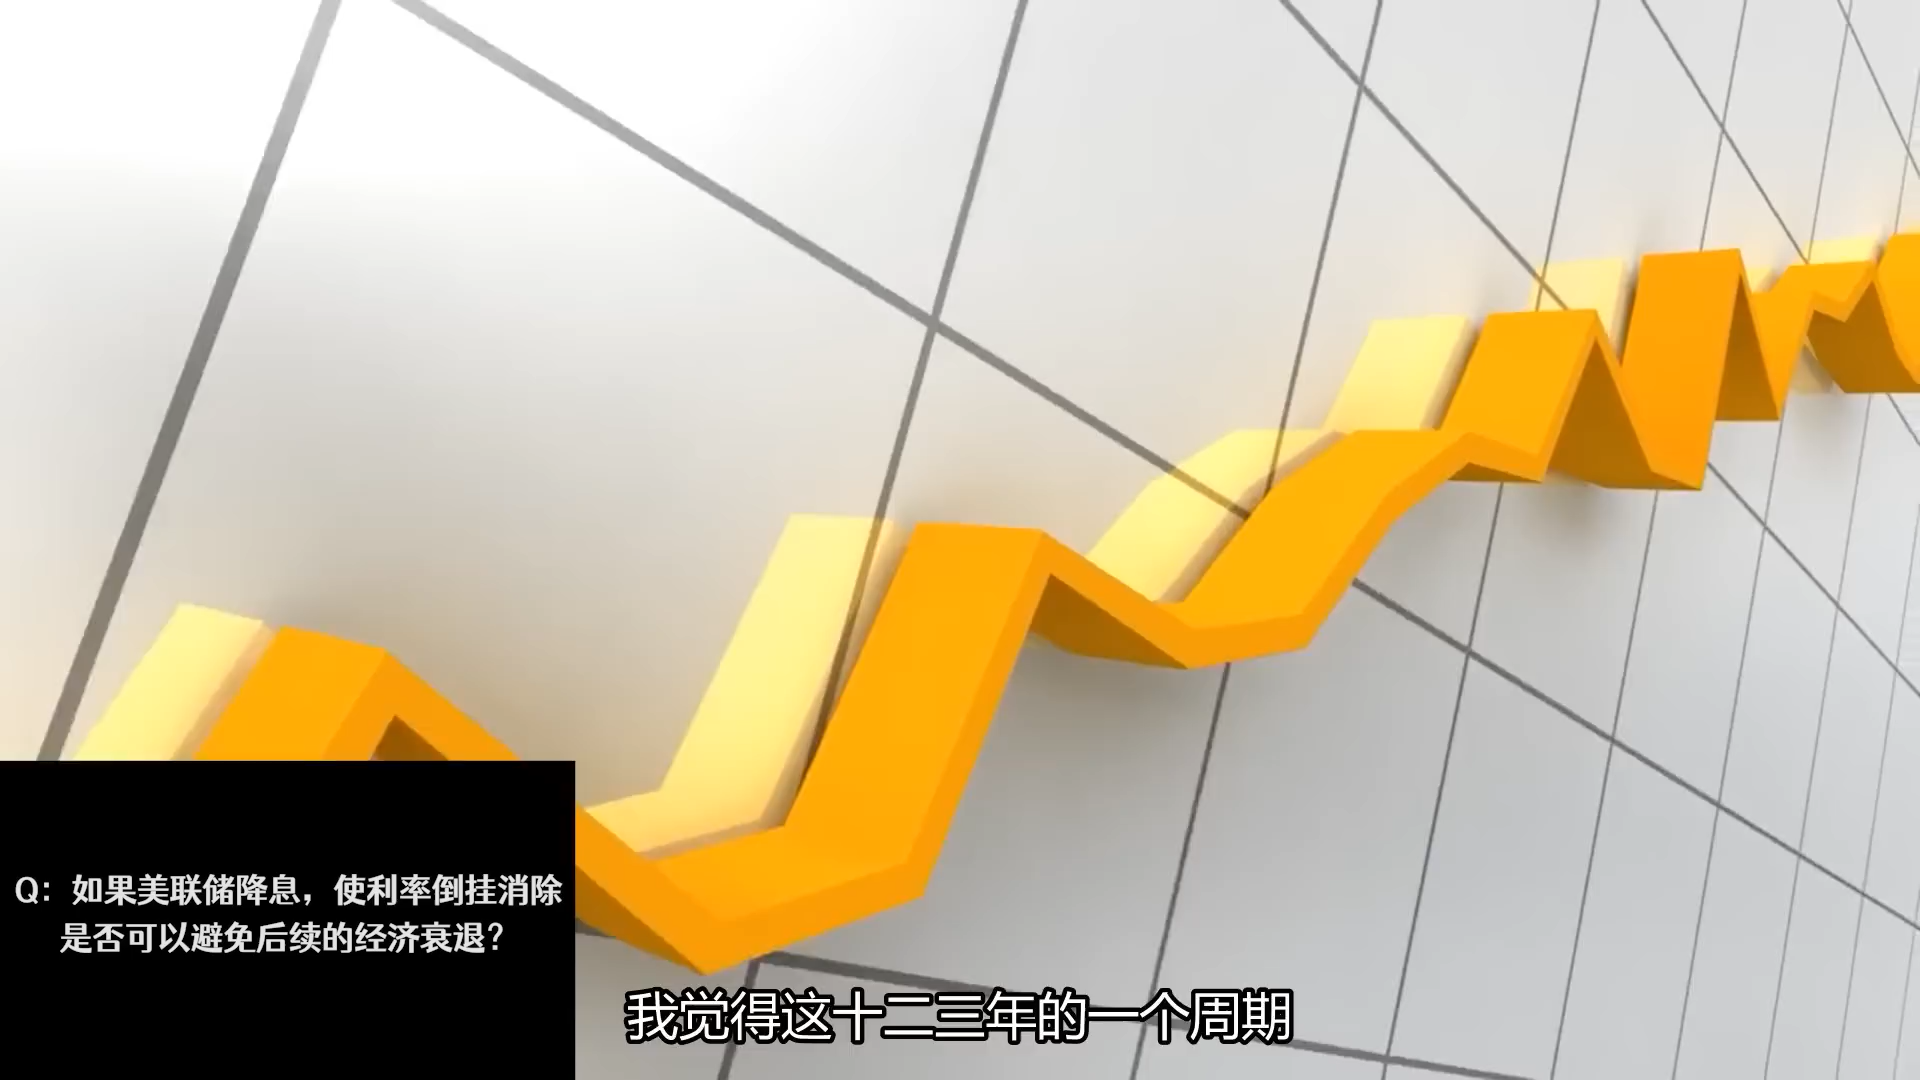 Q：如果美联储降息，使利率倒挂消除
是否可以避免后续的经济衰退？
我觉得这十二三年的一个周期